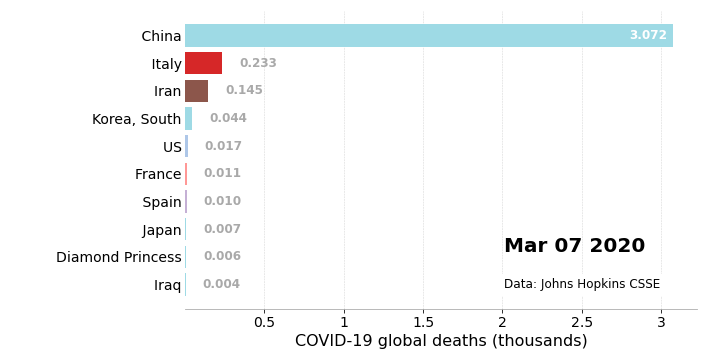 China 3.072
Italy 0.233
Iran 0.145
Korea, South 0.044
US 0.017
France 0.011
Spain 0.010
Japan 0.007
Mar 07 2020
Diamond Princess 0.006
Iraq 0.004
Data: Johns Hopkins CSSE
0.5 1 1.5 2 2.5 3
COVID-19 global deaths (thousands)